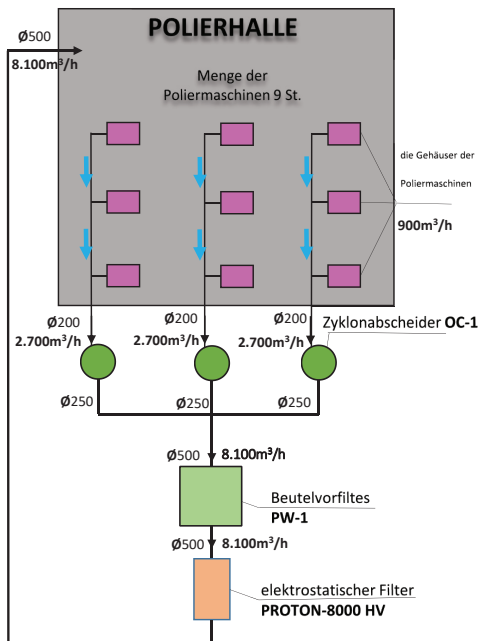 POLIERHALLE
Ø500
8.100m³/h
Menge der
Poliermaschinen 9 St.
die Gehäuser der
Poliermaschinen
900m³/h
Ø200
2.700m³/h
Ø200
2.700m³/h
Ø200
2.700m³/h
Zyklonabscheider OC-1
Ø250
Ø250
Ø250
Ø500
8.100m³/h
Beutelvorfiltes
PW-1
Ø500
8.100m³/h
elektrostatischer Filter
PROTON-8000 HV